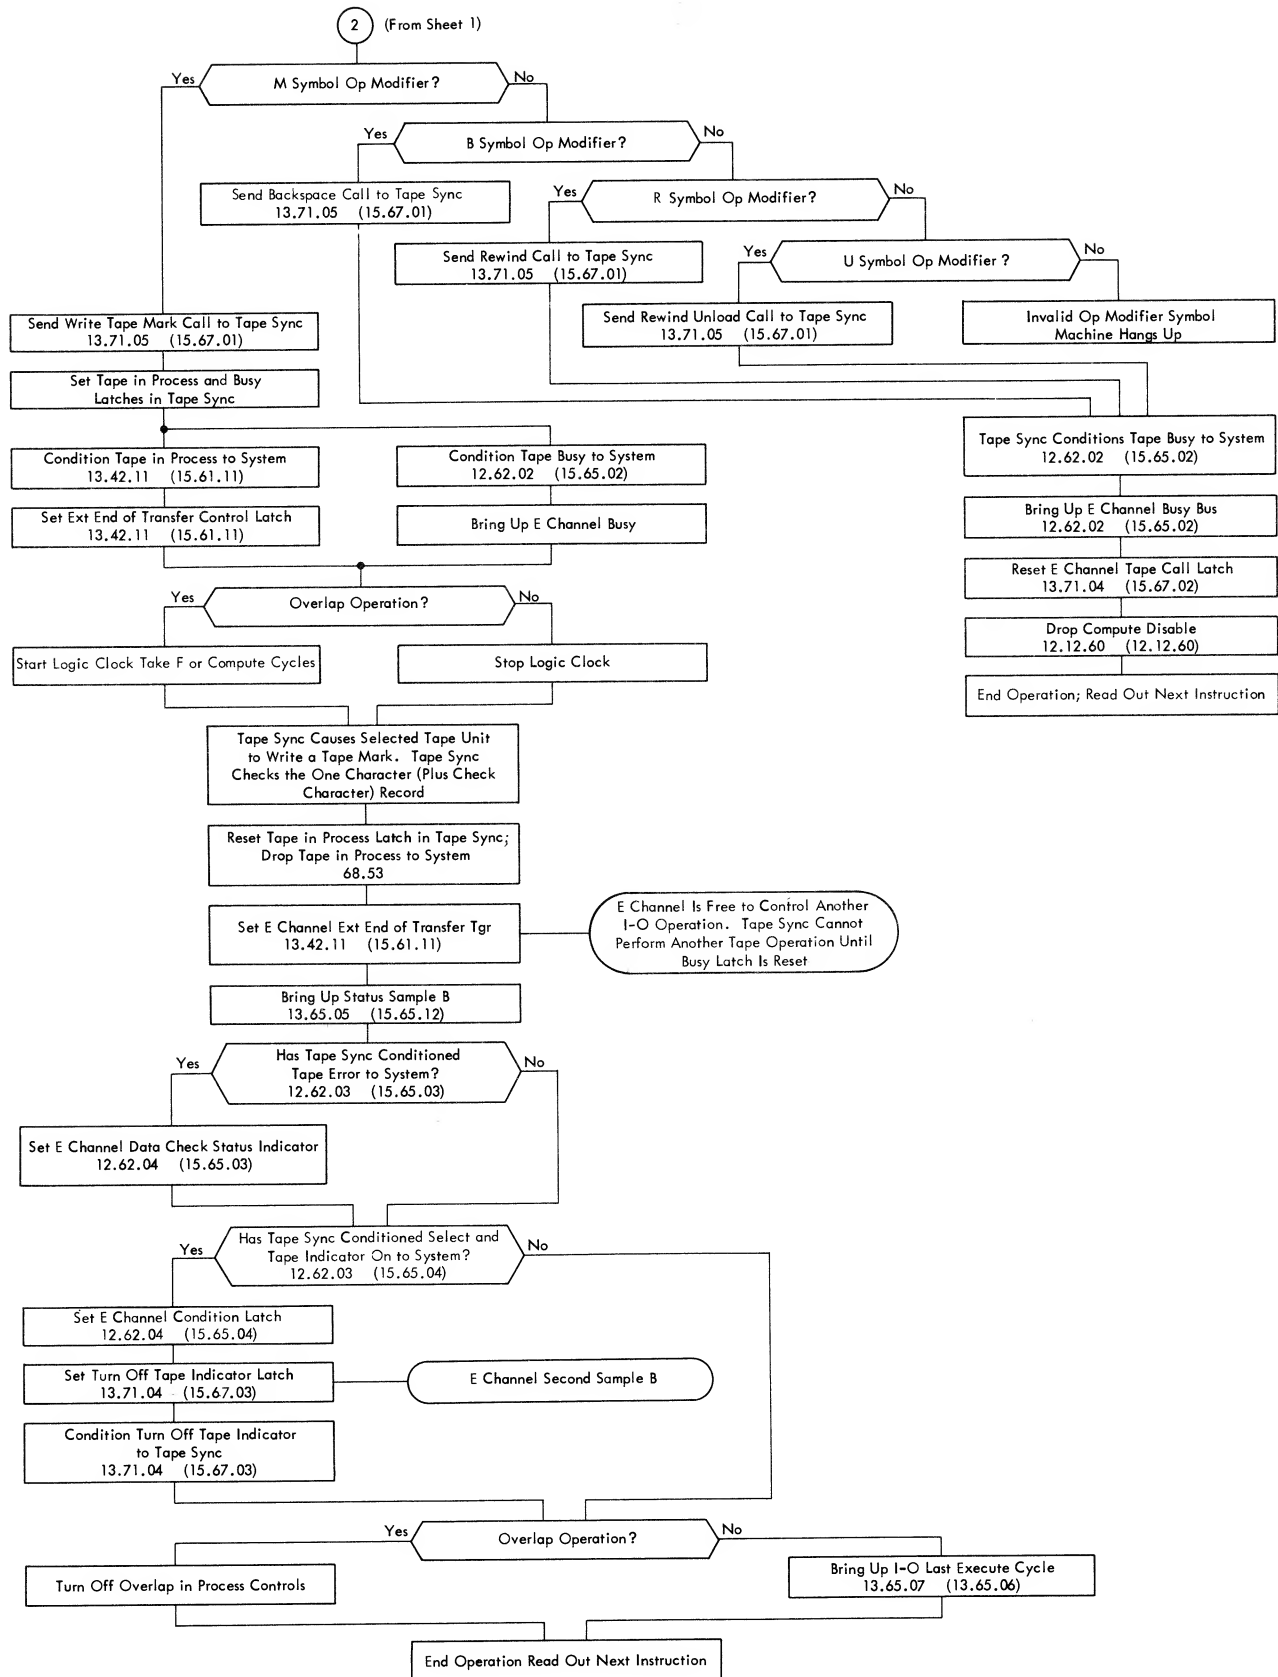 2 (From Sheet 1)
Yes M Symbol Op Modifier? No
Yes B Symbol Op Modifier? No
Send Backspace Call to Tape Sync
13.71.05 (15.67.01)
Yes R Symbol Op Modifier? No
Send Rewind Call to Tape Sync
13.71.05 (15.67.01)
Yes U Symbol Op Modifier ? No
Send Rewind Unload Call to Tape Sync
13.71.05 (15.67.01)
Invalid Op Modifier Symbol
Machine Hangs Up
Send Write Tape Mark Call to Tape Sync
13.71.05 (15.67.01)
Set Tape in Process and Busy
Latches in Tape Sync
Condition Tape in Process to System
13.42.11 (15.61.11)
Condition Tape Busy to System
12.62.02 (15.65.02)
Set Ext End of Transfer Control Latch
13.42.11 (15.61.11)
Bring Up E Channel Busy
Tape Sync Conditions Tape Busy to System
12.62.02 (15.65.02)
Bring Up E Channel Busy Bus
12.62.02 (15.65.02)
Reset E Channel Tape Call Latch
13.71.04 (15.67.02)
Drop Compute Disable
12.12.60 (12.12.60)
End Operation; Read Out Next Instruction
Yes Overlap Operation? No
Start Logic Clock Take F or Compute Cycles
Stop Logic Clock
Tape Sync Causes Selected Tape Unit
to Write a Tape Mark. Tape Sync
Checks the One Character (Plus Check
Character) Record
Reset Tape in Process Latch in Tape Sync;
Drop Tape in Process to System
68.53
Set E Channel Ext End of Transfer Tgr
13.42.11 (15.61.11)
E Channel Is Free to Control Another
I-O Operation. Tape Sync Cannot
Perform Another Tape Operation Until
Busy Latch Is Reset
Bring Up Status Sample B
13.65.05 (15.65.12)
Yes Has Tape Sync Conditioned No
Tape Error to System?
12.62.03 (15.65.03)
Set E Channel Data Check Status Indicator
12.62.04 (15.65.03)
Yes Has Tape Sync Conditioned Select and No
Tape Indicator On to System?
12.62.03 (15.65.04)
Set E Channel Condition Latch
12.62.04 (15.65.04)
Set Turn Off Tape Indicator Latch
13.71.04 (15.67.03)
E Channel Second Sample B
Condition Turn Off Tape Indicator
to Tape Sync
13.71.04 (15.67.03)
Yes Overlap Operation? No
Turn Off Overlap in Process Controls
Bring Up I-O Last Execute Cycle
13.65.07 (13.65.06)
End Operation Read Out Next Instruction